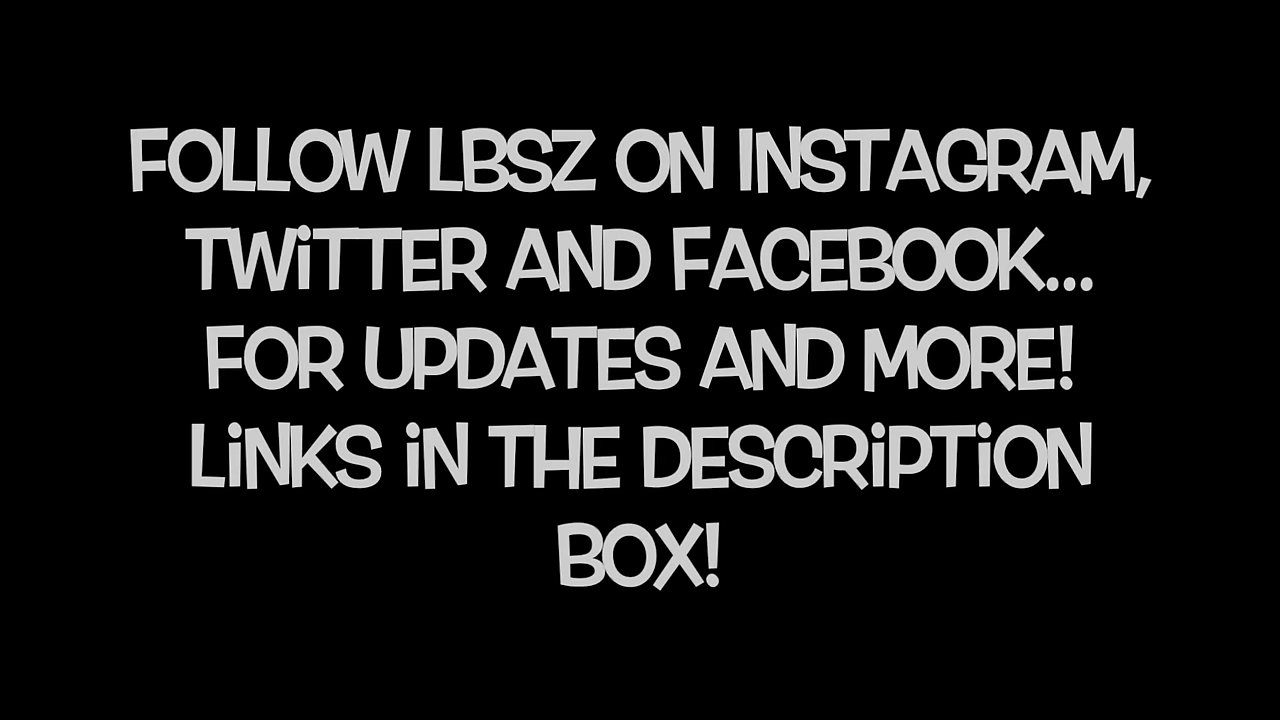 FOLLOW LBSZ ON INSTAGRAM,
TWiTTER AND FACEBOOK...
FOR UPDATES AND MORE!
LiNKS iN THE DESCRiPTiON
BOX!